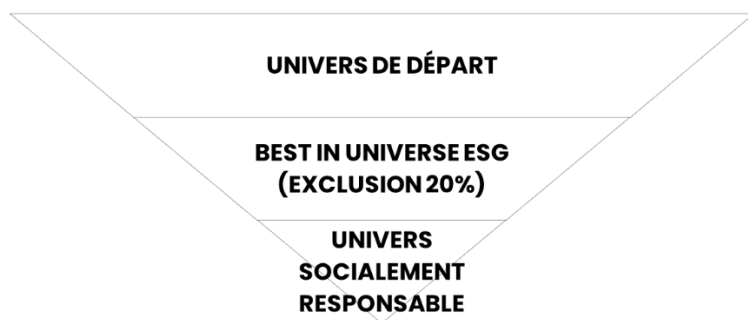 UNIVERS DE DÉPART
BEST IN UNIVERSE ESG
(EXCLUSION 20%)
UNIVERS
SOCIALEMENT
RESPONSABLE